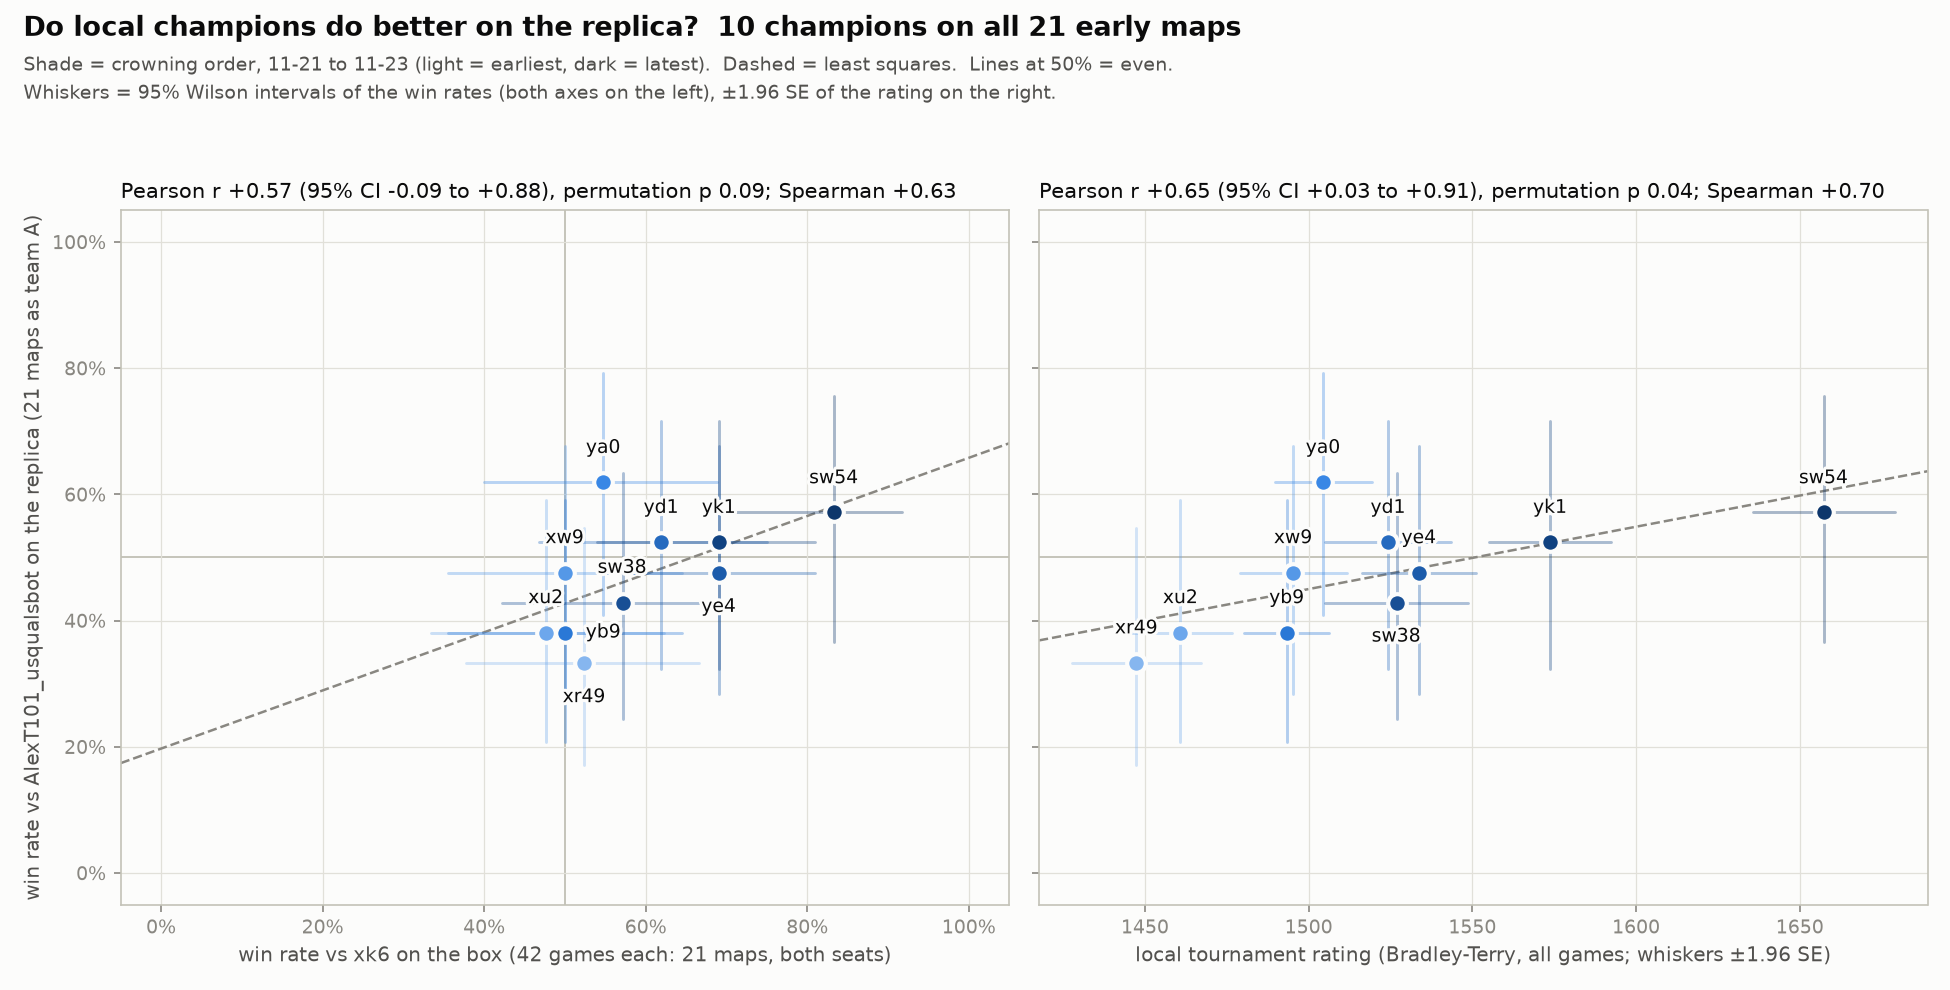 Do local champions do better on the replica?  10 champions on all 21 early maps
Shade = crowning order, 11-21 to 11-23 (light = earliest, dark = latest).  Dashed = least squares.  Lines at 50% = even.
Whiskers = 95% Wilson intervals of the win rates (both axes on the left), ±1.96 SE of the rating on the right.
Pearson r +0.57 (95% CI -0.09 to +0.88), permutation p 0.09; Spearman +0.63
win rate vs AlexT101_usqualsbot on the replica (21 maps as team A)
100%
80%
60%
40%
20%
0%
ya0
sw54
yd1
yk1
xw9
sw38
xu2
ye4
yb9
xr49
0%
20%
40%
60%
80%
100%
win rate vs xk6 on the box (42 games each: 21 maps, both seats)
Pearson r +0.65 (95% CI +0.03 to +0.91), permutation p 0.04; Spearman +0.70
ya0
sw54
yd1
yk1
xw9
ye4
xu2
yb9
xr49
sw38
1450
1500
1550
1600
1650
local tournament rating (Bradley-Terry, all games; whiskers ±1.96 SE)